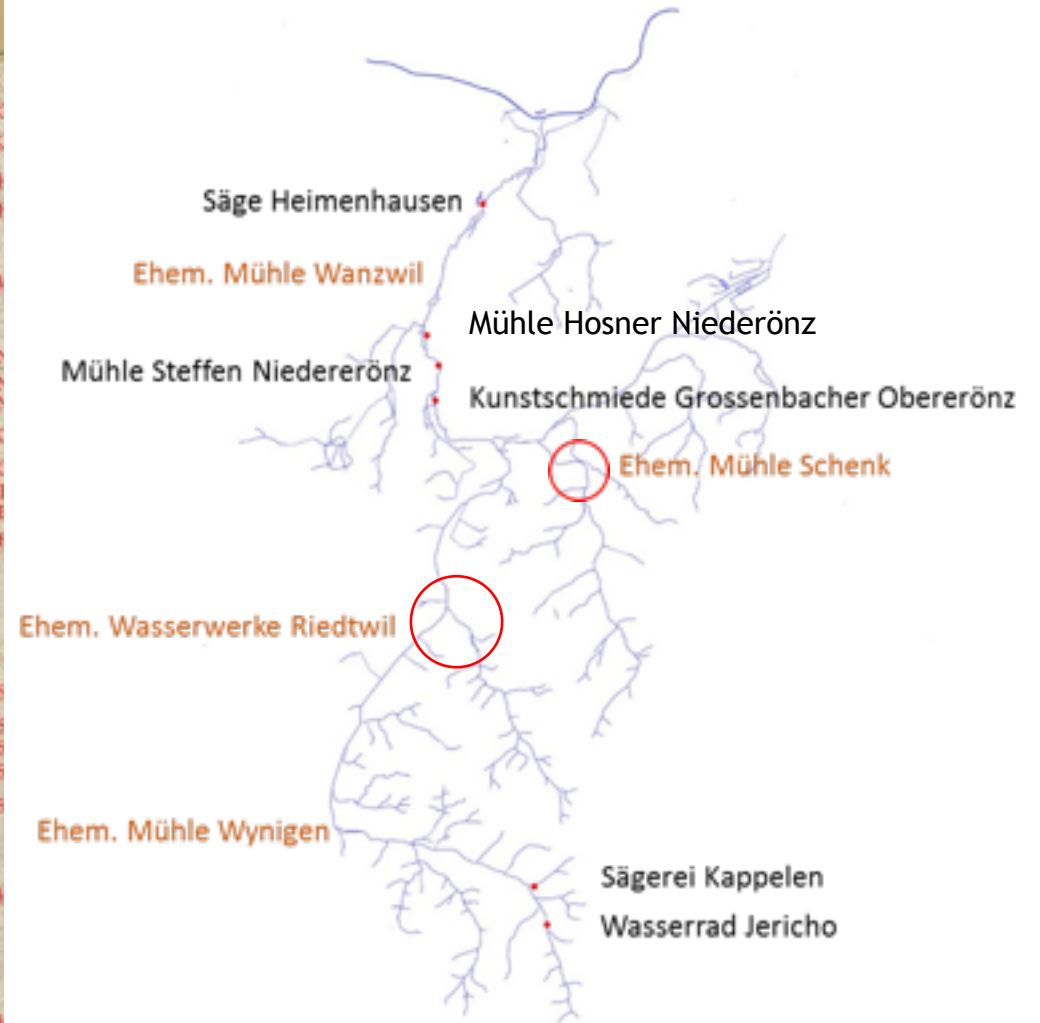 Säge Heimenhausen
Ehem. Mühle Wanzwil
Mühle Hosner Niederönz
Mühle Steffen Niedererönz
Kunstschmiede Grossenbacher Obererönz
Ehem. Mühle Schenk
Ehem. Wasserwerke Riedtwil
Ehem. Mühle Wynigen
Sägerei Kappelen
Wasserrad Jericho